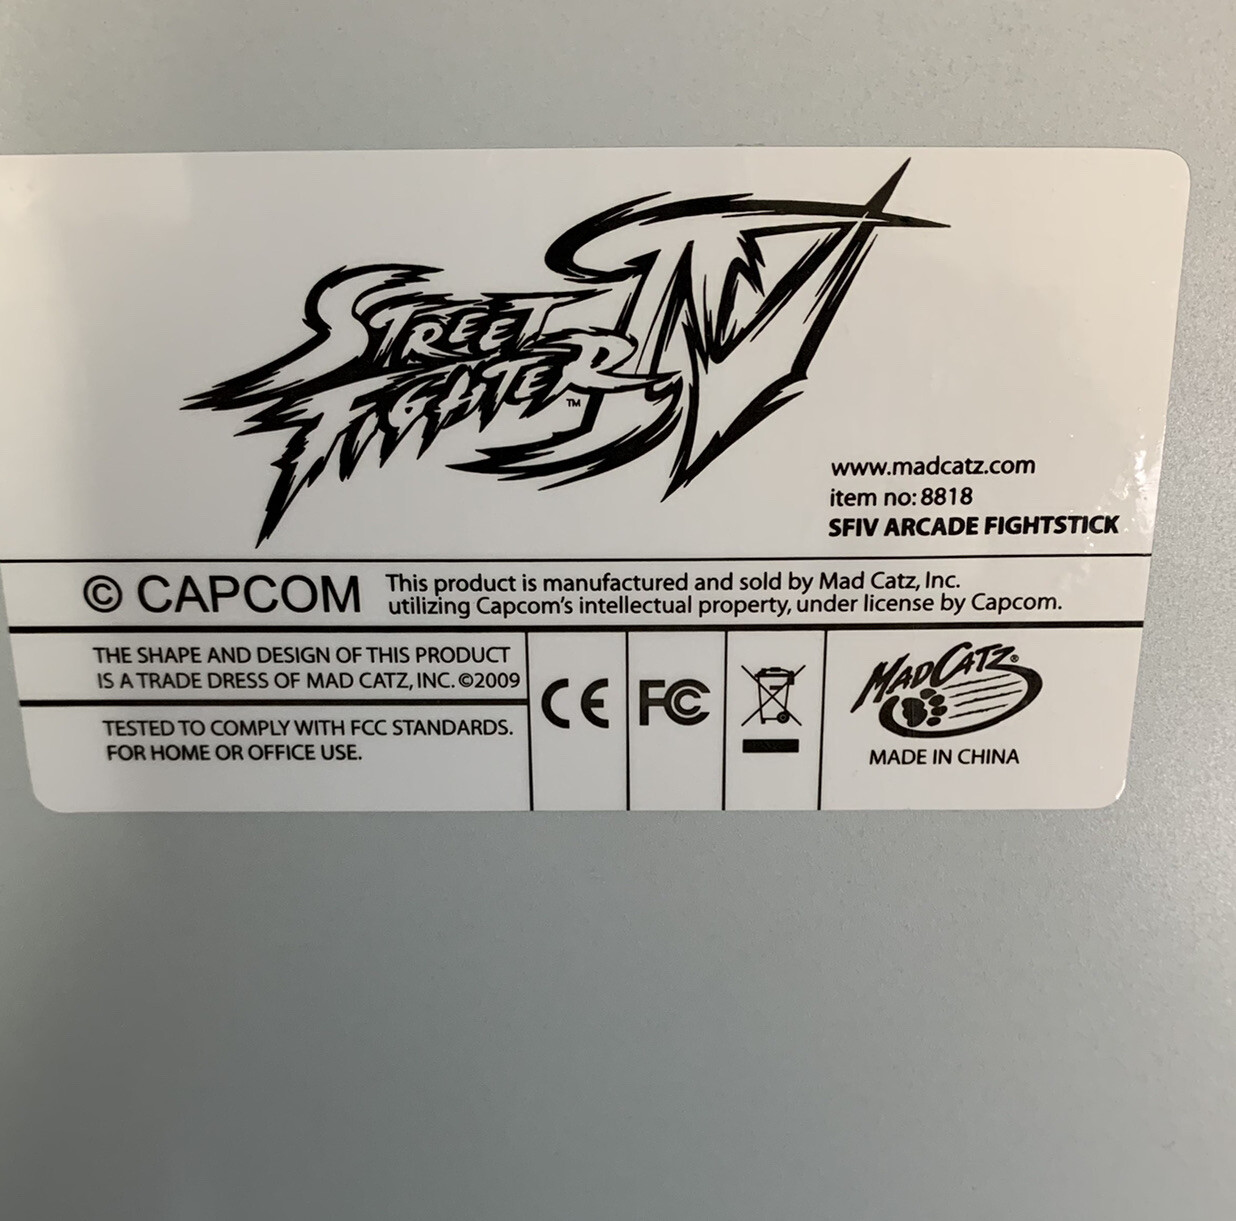 STREET
FIGHTER IV
TM
www.madcatz.com
item no: 8818
SFIV ARCADE FIGHTSTICK
© CAPCOM
This product is manufactured and sold by Mad Catz, Inc.
utilizing Capcom's intellectual property, under license by Capcom.
THE SHAPE AND DESIGN OF THIS PRODUCT
IS A TRADE DRESS OF MAD CATZ, INC. ©2009
TESTED TO COMPLY WITH FCC STANDARDS.
FOR HOME OR OFFICE USE.
CE
FC
MADCATZ®
MADE IN CHINA